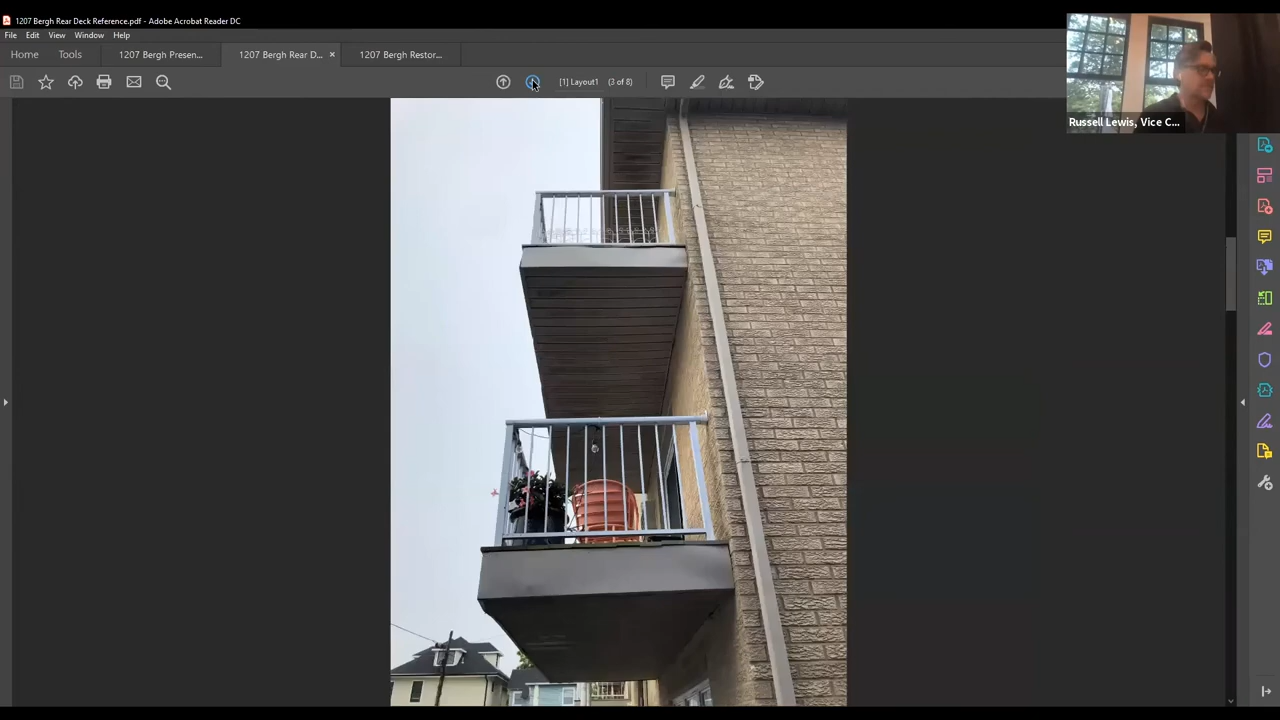 1207 Bergh Rear Deck Reference.pdf - Adobe Acrobat Reader DC
File Edit View Window Help
Home Tools 1207 Bergh Presen... 1207 Bergh Rear D... × 1207 Bergh Restor...
[1] Layout1 (3 of 8)
Russell Lewis, Vice C...